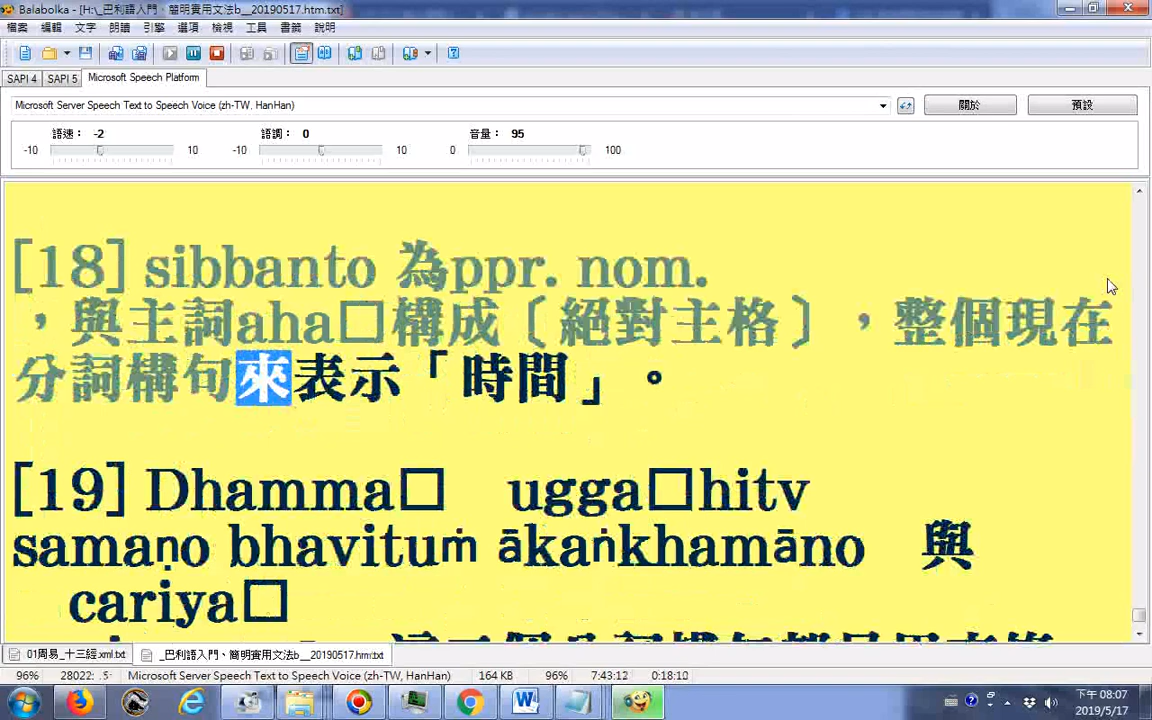 Balabolka - [H:\_巴利語入門、簡明實用文法b__20190517.htm.txt]
檔案 編輯 文字 朗讀 引擎 選項 檢視 工具 書籤 說明
SAPI 4 SAPI 5 Microsoft Speech Platform
Microsoft Server Speech Text to Speech Voice (zh-TW, HanHan) 關於 預設
語速： -2 語調： 0 音量： 95
-10 10 -10 10 0 100
[18] sibbanto 為ppr. nom.
，與主詞aha□構成〔絕對主格〕，整個現在
分詞構句來表示「時間」。
[19] Dhamma□ ugga□hitv
samaṇo bhavituṁ ākaṅkhamāno 與
cariya□
01周易_十三經.xml.txt _巴利語入門、簡明實用文法b__20190517.htm.txt
96% 28022: 5 Microsoft Server Speech Text to Speech Voice (zh-TW, HanHan) 164 KB 96% 7:43:12 0:18:10
下午 08:07
2019/5/17